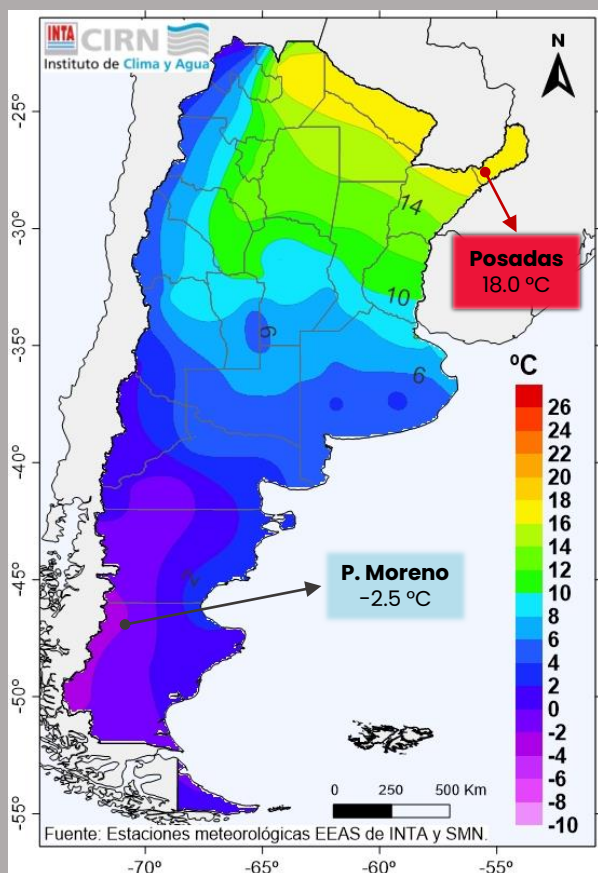 INTA CIRN
Instituto de Clima y Agua
N
-25°
-30°
-35°
-40°
-45°
-50°
-55°
14
10
6
6
2
Posadas
18.0 °C
P. Moreno
-2.5 °C
ºC
26
24
22
20
18
16
14
12
10
8
6
4
2
0
-2
-4
-6
-8
-10
0 250 500 Km
Fuente: Estaciones meteorológicas EEAS de INTA y SMN.
-70° -65° -60° -55°